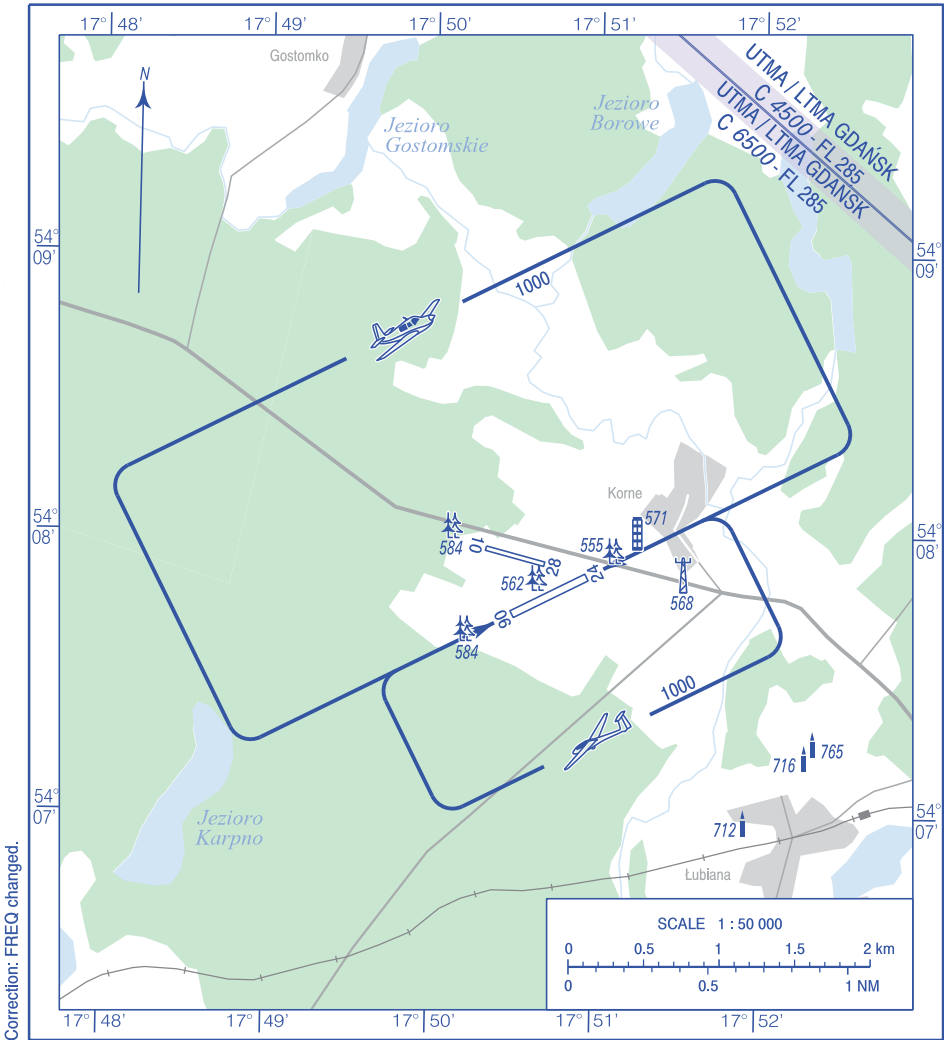 17° 48'
17° 49'
17° 50'
17° 51'
17° 52'
Gostomko
N
Jezioro
Gostomskie
Jezioro
Borowe
UTMA / LTMA GDAŃSK
C 4500 - FL 285
UTMA / LTMA GDAŃSK
C 6500 - FL 285
54°
09'
54°
09'
1000
Korne
54°
08'
54°
08'
571
584
10
28
555
562
24
568
06
584
1000
765
716
54°
07'
54°
07'
Jezioro
Karpno
712
Łubiana
SCALE 1 : 50 000
0 0.5 1 1.5 2 km
0 0.5 1 NM
17° 48'
17° 49'
17° 50'
17° 51'
17° 52'
Correction: FREQ changed.